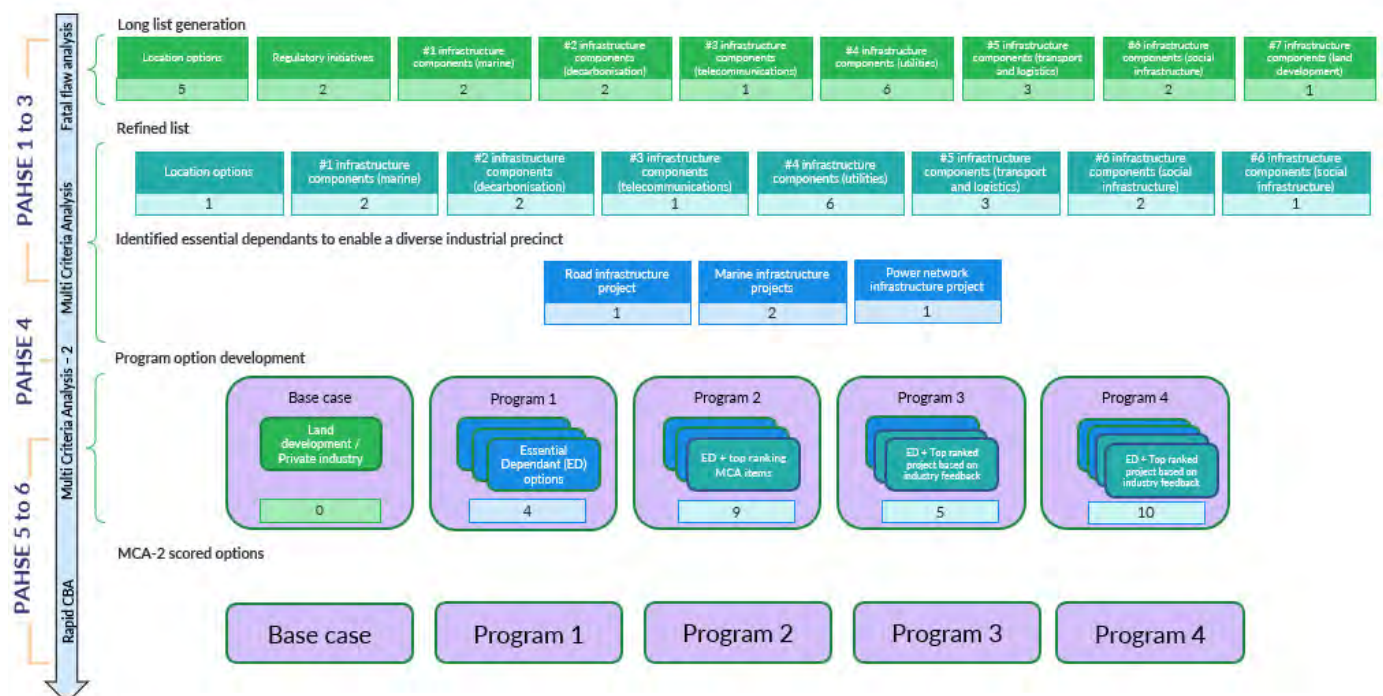 Long list generation
Location options
5
Regulatory initiatives
2
#1 infrastructure
components (marine)
2
#2 infrastructure
components
(decarbonisation)
2
#3 infrastructure
components
(telecommunications)
1
#4 infrastructure
components (utilities)
6
#5 infrastructure
components (transport
and logistics)
3
#6 infrastructure
components (social
infrastructure)
2
#7 infrastructure
components (land
development)
1
Refined list
Location options
1
#1 infrastructure
components (marine)
2
#2 infrastructure
components
(decarbonisation)
2
#3 infrastructure
components
(telecommunications)
1
#4 infrastructure
components (utilities)
6
#5 infrastructure
components (transport
and logistics)
3
#6 infrastructure
components (social
infrastructure)
2
#6 infrastructure
components (social
infrastructure)
1
Identified essential dependants to enable a diverse industrial precinct
Road infrastructure
project
1
Marine infrastructure
projects
2
Power network
infrastructure project
1
Program option development
Base case
Land
development /
Private industry
0
Program 1
Essential
Dependant (ED)
options
4
Program 2
ED + top ranking
MCA items
9
Program 3
ED + Top ranked
project based on
industry feedback
5
Program 4
ED + Top ranked
project based on
industry feedback
10
MCA-2 scored options
Base case
Program 1
Program 2
Program 3
Program 4
PAHSE 1 to 3
PAHSE 4
PAHSE 5 to 6
Fatal flaw analysis
Multi Criteria Analysis
Multi Criteria Analysis – 2
Rapid CBA